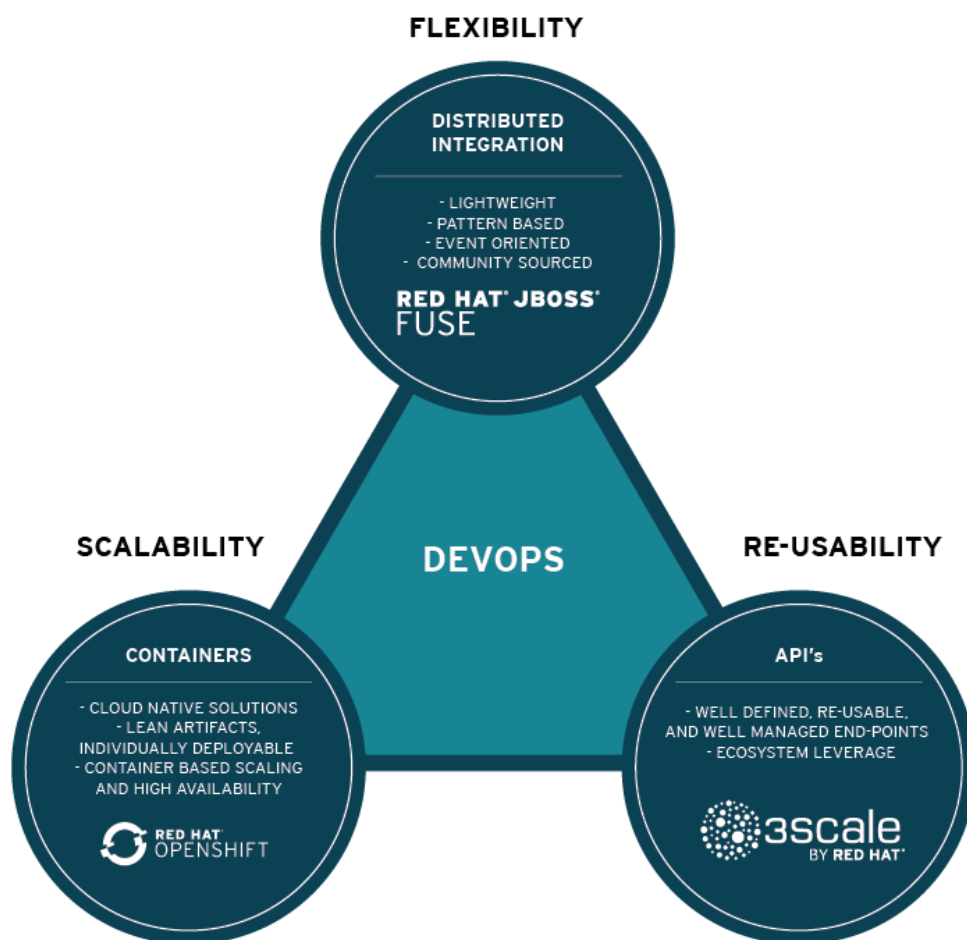 FLEXIBILITY
DISTRIBUTED
INTEGRATION
- LIGHTWEIGHT
- PATTERN BASED
- EVENT ORIENTED
- COMMUNITY SOURCED
RED HAT® JBOSS®
FUSE
DEVOPS
SCALABILITY
CONTAINERS
- CLOUD NATIVE SOLUTIONS
- LEAN ARTIFACTS,
INDIVIDUALLY DEPLOYABLE
- CONTAINER BASED SCALING
AND HIGH AVAILABILITY
RED HAT®
OPENSHIFT
RE-USABILITY
API's
- WELL DEFINED, RE-USABLE,
AND WELL MANAGED END-POINTS
- ECOSYSTEM LEVERAGE
3scale
BY RED HAT®